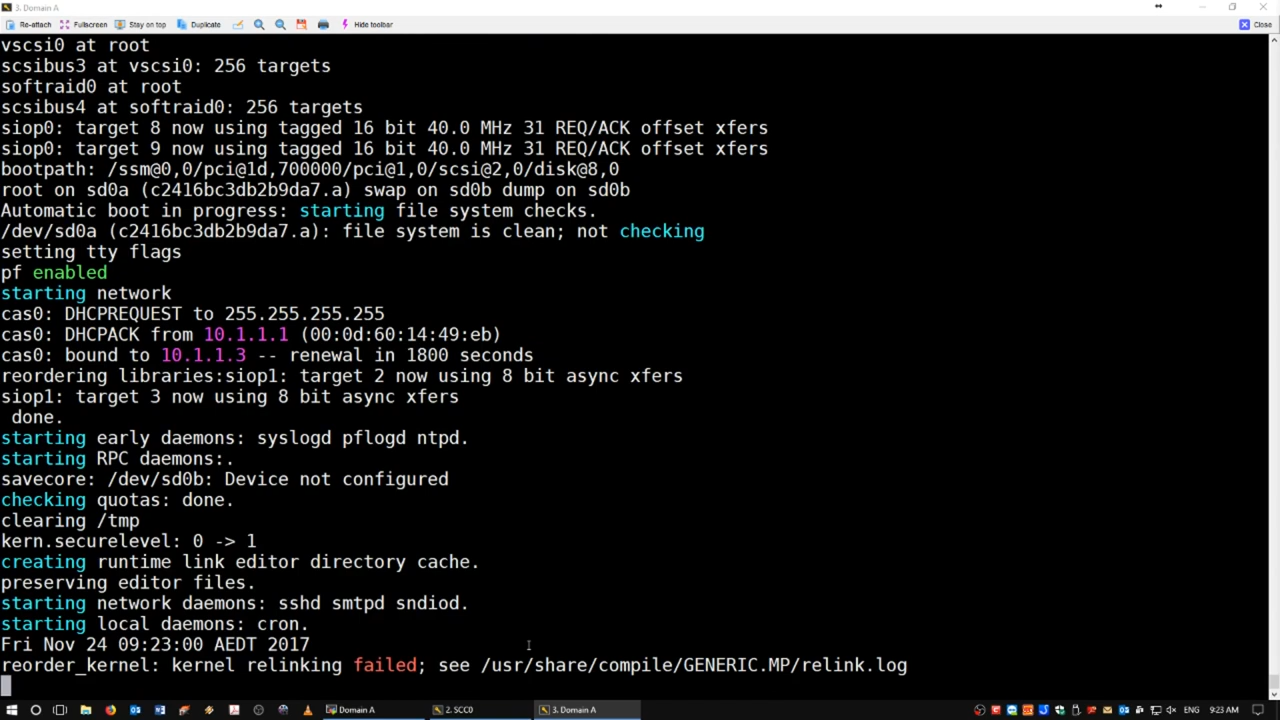 3. Domain A
Re-attach Fullscreen Stay on top Duplicate Hide toolbar Close
vscsi0 at root
scsibus3 at vscsi0: 256 targets
softraid0 at root
scsibus4 at softraid0: 256 targets
siop0: target 8 now using tagged 16 bit 40.0 MHz 31 REQ/ACK offset xfers
siop0: target 9 now using tagged 16 bit 40.0 MHz 31 REQ/ACK offset xfers
bootpath: /ssm@0,0/pci@1d,700000/pci@1,0/scsi@2,0/disk@8,0
root on sd0a (c2416bc3db2b9da7.a) swap on sd0b dump on sd0b
Automatic boot in progress: starting file system checks.
/dev/sd0a (c2416bc3db2b9da7.a): file system is clean; not checking
setting tty flags
pf enabled
starting network
cas0: DHCPREQUEST to 255.255.255.255
cas0: DHCPACK from 10.1.1.1 (00:0d:60:14:49:eb)
cas0: bound to 10.1.1.3 -- renewal in 1800 seconds
reordering libraries:siop1: target 2 now using 8 bit async xfers
siop1: target 3 now using 8 bit async xfers
 done.
starting early daemons: syslogd pflogd ntpd.
starting RPC daemons:.
savecore: /dev/sd0b: Device not configured
checking quotas: done.
clearing /tmp
kern.securelevel: 0 -> 1
creating runtime link editor directory cache.
preserving editor files.
starting network daemons: sshd smtpd sndiod.
starting local daemons: cron.
Fri Nov 24 09:23:00 AEDT 2017
reorder_kernel: kernel relinking failed; see /usr/share/compile/GENERIC.MP/relink.log
Domain A 2. SCC0 3. Domain A ENG 9:23 AM